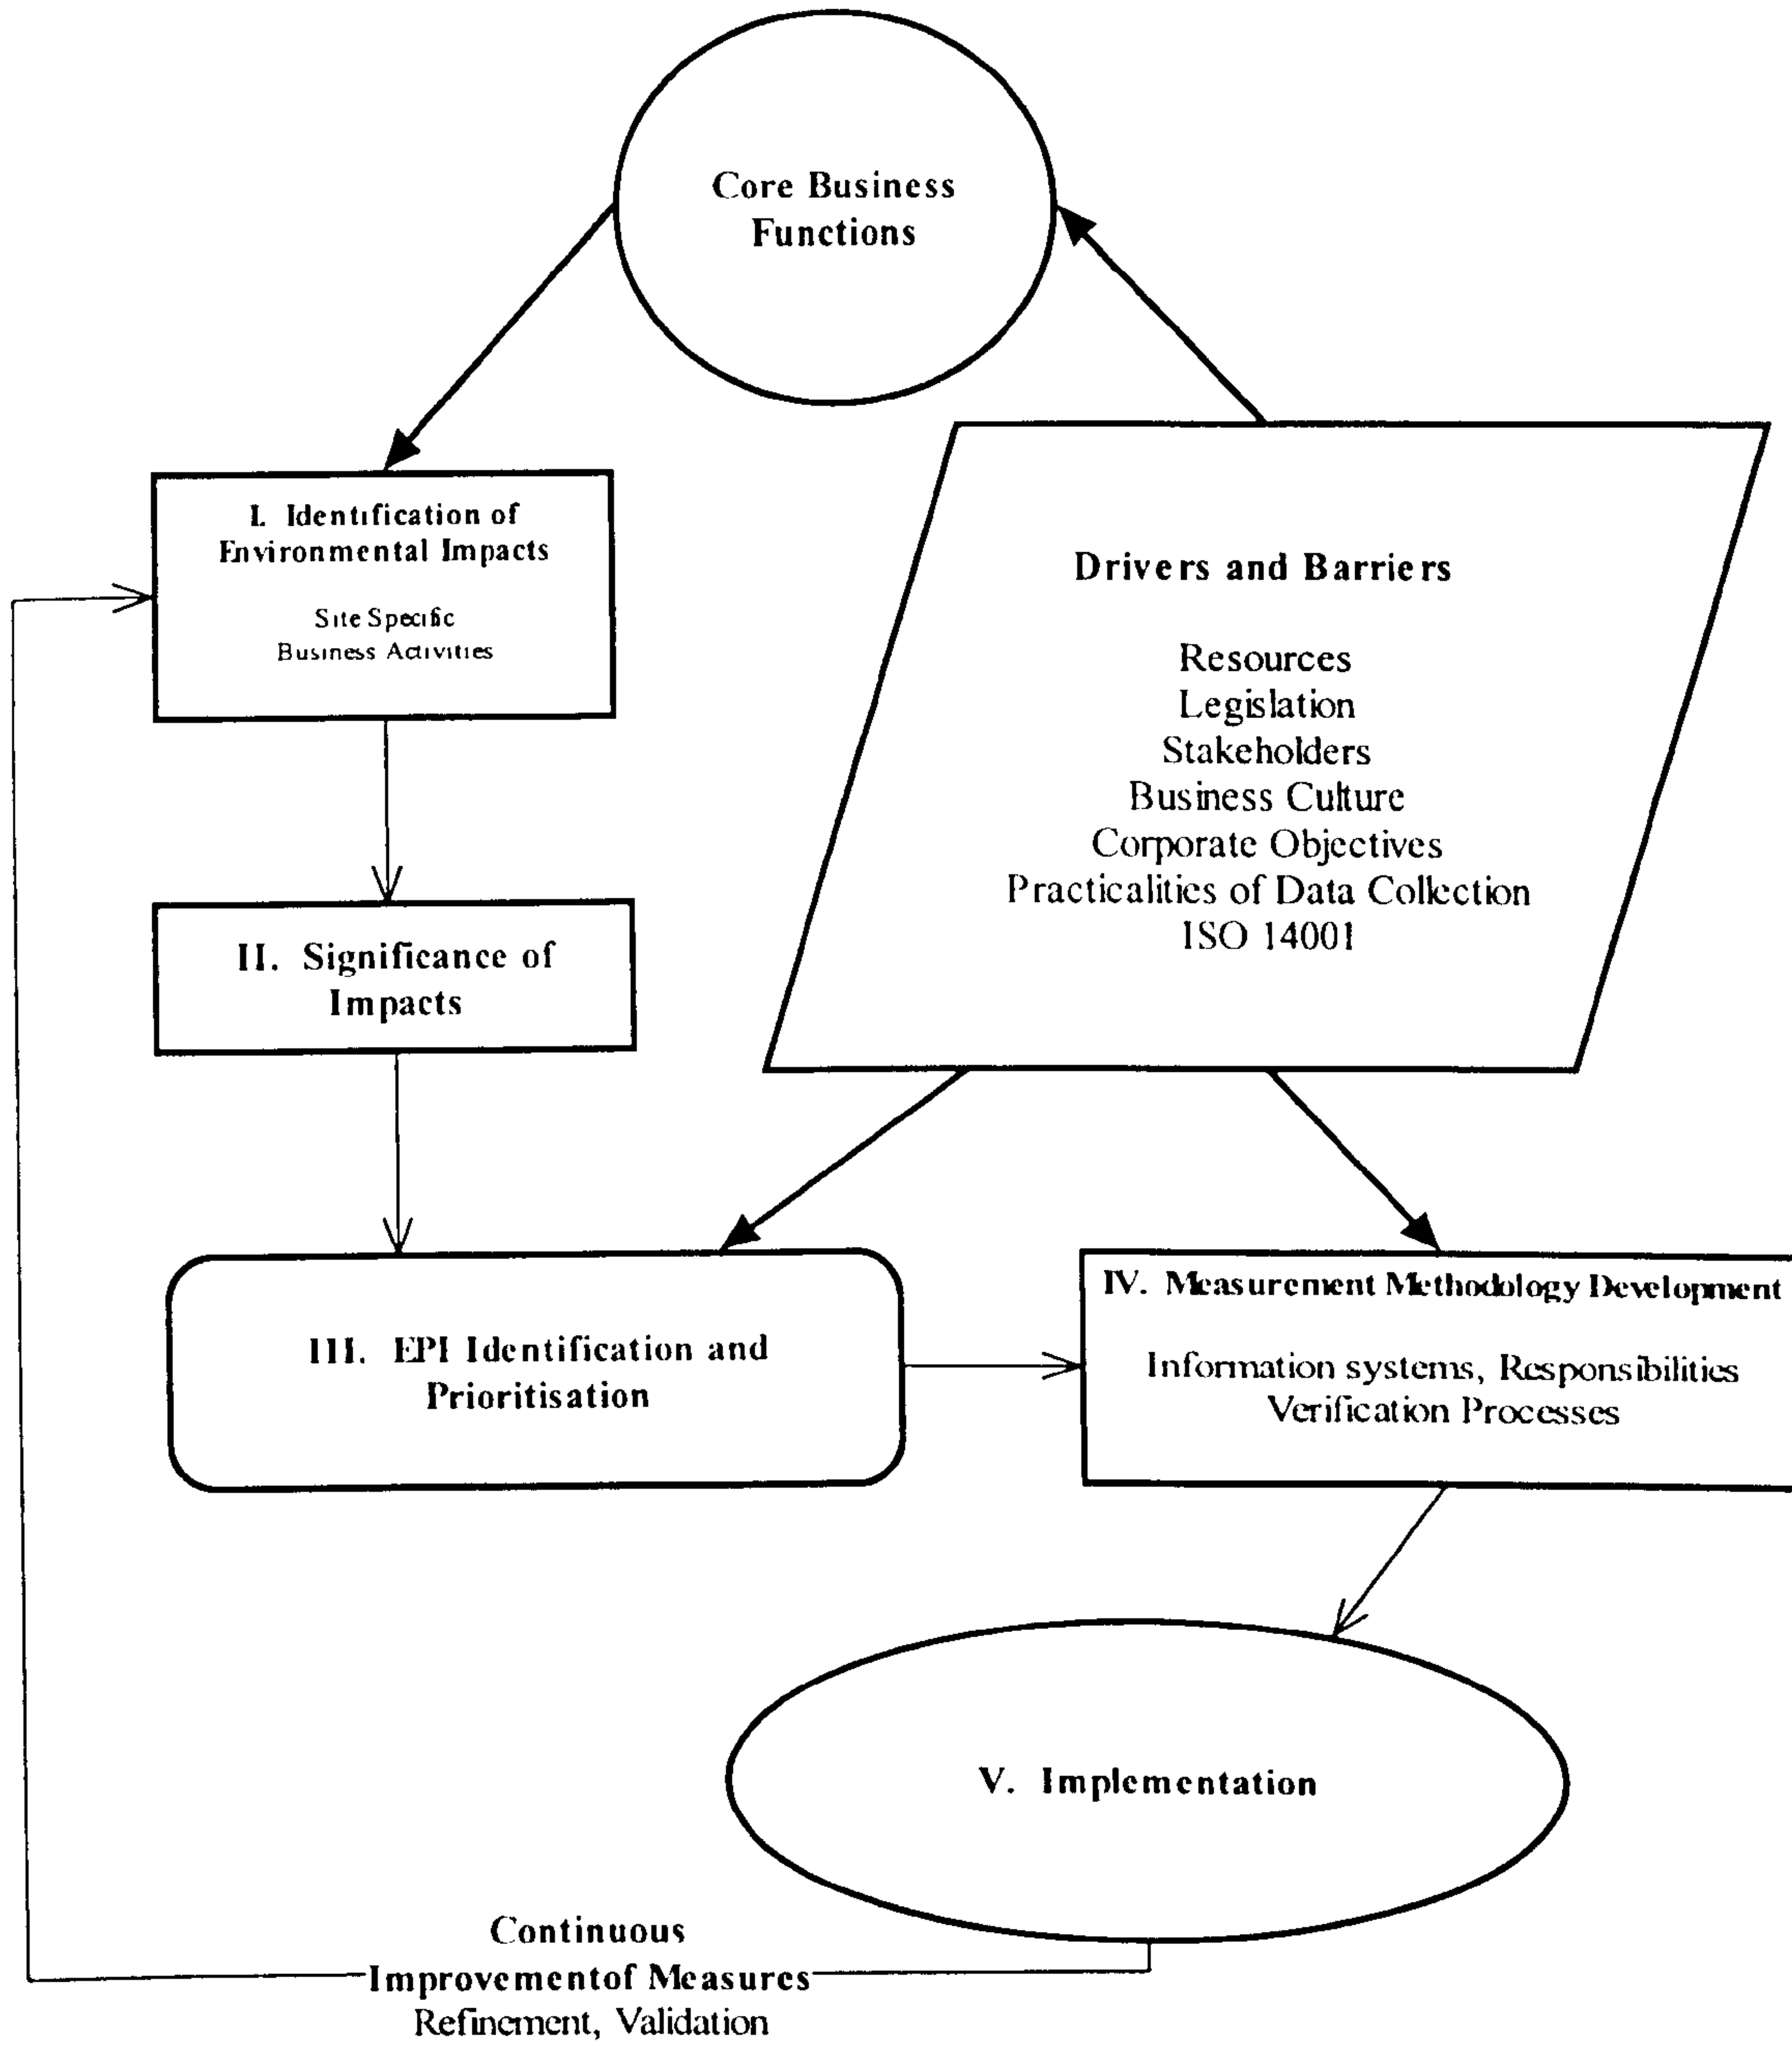 Core Business
Functions
I. Identification of
Environmental Impacts
Site Specific
Business Activities
Drivers and Barriers
Resources
Legislation
Stakeholders
Business Culture
Corporate Objectives
Practicalities of Data Collection
ISO 14001
II. Significance of
Impacts
III. EPI Identification and
Prioritisation
IV. Measurement Methodology Development
Information systems, Responsibilities
Verification Processes
V. Implementation
Continuous
Improvementof Measures
Refinement, Validation